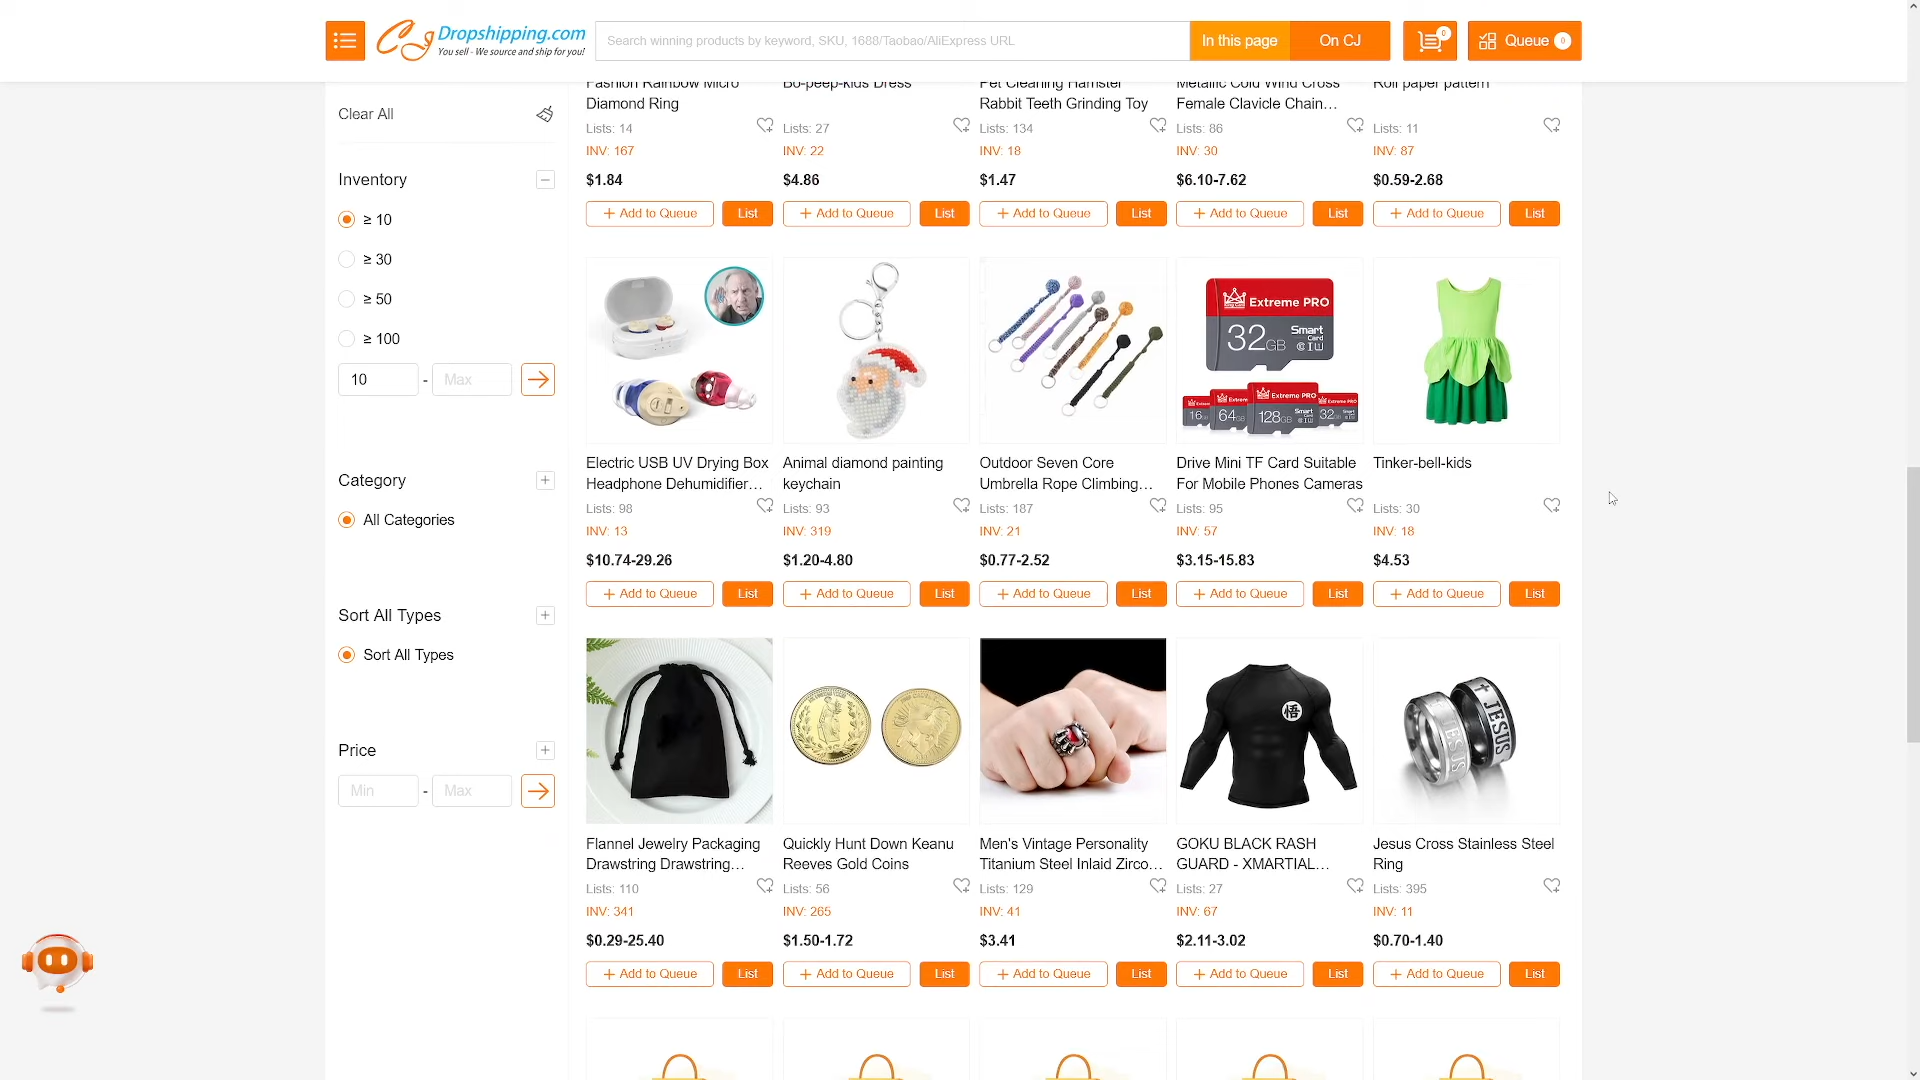 CJ Dropshipping.com
You sell - We source and ship for you!
Search winning products by keyword, SKU, 1688/Taobao/AliExpress URL
In this page
On CJ
0
Queue 0
Clear All
Inventory
≥ 10
≥ 30
≥ 50
≥ 100
10 - Max
Category
All Categories
Sort All Types
Sort All Types
Price
Min - Max
Fashion Rainbow Micro
Diamond Ring
Lists: 14
INV: 167
$1.84
+ Add to Queue List
Bo-peep-kids Dress
Lists: 27
INV: 22
$4.86
+ Add to Queue List
Pet Cleaning Hamster
Rabbit Teeth Grinding Toy
Lists: 134
INV: 18
$1.47
+ Add to Queue List
Metallic Cold Wind Cross
Female Clavicle Chain...
Lists: 86
INV: 30
$6.10-7.62
+ Add to Queue List
Roll paper pattern
Lists: 11
INV: 87
$0.59-2.68
+ Add to Queue List
Electric USB UV Drying Box
Headphone Dehumidifier...
Lists: 98
INV: 13
$10.74-29.26
+ Add to Queue List
Animal diamond painting
keychain
Lists: 93
INV: 319
$1.20-4.80
+ Add to Queue List
Outdoor Seven Core
Umbrella Rope Climbing...
Lists: 187
INV: 21
$0.77-2.52
+ Add to Queue List
Extreme PRO
32GB Smart
Card
Extreme PRO
16 64GB 128GB Smart 32GB
Drive Mini TF Card Suitable
For Mobile Phones Cameras
Lists: 95
INV: 57
$3.15-15.83
+ Add to Queue List
Tinker-bell-kids
Lists: 30
INV: 18
$4.53
+ Add to Queue List
Flannel Jewelry Packaging
Drawstring Drawstring...
Lists: 110
INV: 341
$0.29-25.40
+ Add to Queue List
Quickly Hunt Down Keanu
Reeves Gold Coins
Lists: 56
INV: 265
$1.50-1.72
+ Add to Queue List
Men's Vintage Personality
Titanium Steel Inlaid Zirco...
Lists: 129
INV: 41
$3.41
+ Add to Queue List
悟
GOKU BLACK RASH
GUARD - XMARTIAL...
Lists: 27
INV: 67
$2.11-3.02
+ Add to Queue List
JESUS
JESUS
Jesus Cross Stainless Steel
Ring
Lists: 395
INV: 11
$0.70-1.40
+ Add to Queue List